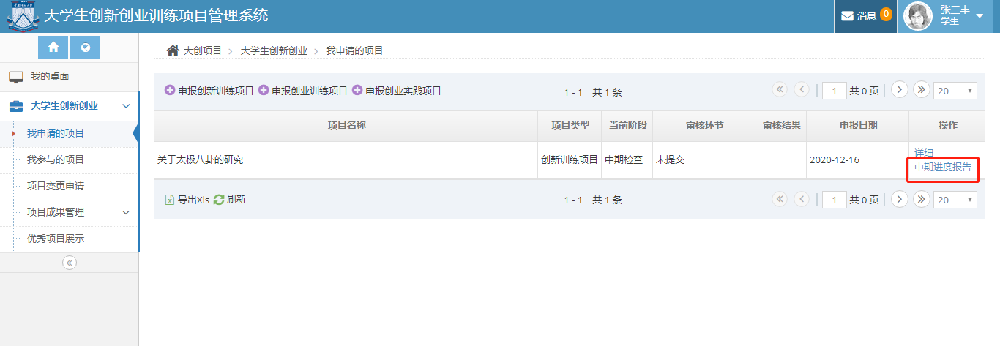 大学生创新创业训练项目管理系统
消息 0
张三丰
学生
大创项目 > 大学生创新创业 > 我申请的项目
我的桌面
大学生创新创业
我申请的项目
我参与的项目
项目变更申请
项目成果管理
优秀项目展示
申报创新训练项目 申报创业训练项目 申报创业实践项目 1 - 1 共 1 条 1 共 0 页 20
项目名称 项目类型 当前阶段 审核环节 审核结果 申报日期 操作
关于太极八卦的研究 创新训练项目 中期检查 未提交 2020-12-16 详细
中期进度报告
导出Xls 刷新 1 - 1 共 1 条 1 共 0 页 20